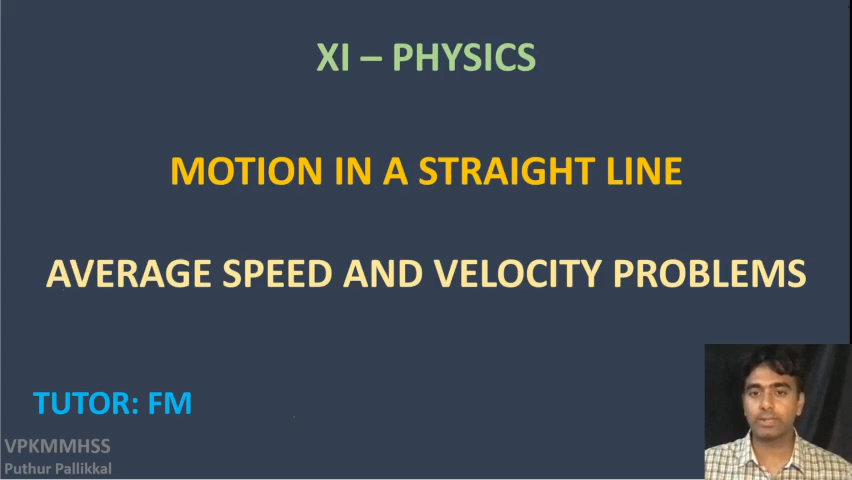 XI – PHYSICS
MOTION IN A STRAIGHT LINE
AVERAGE SPEED AND VELOCITY PROBLEMS
TUTOR: FM
VPKMMHSS
Puthur Pallikkal